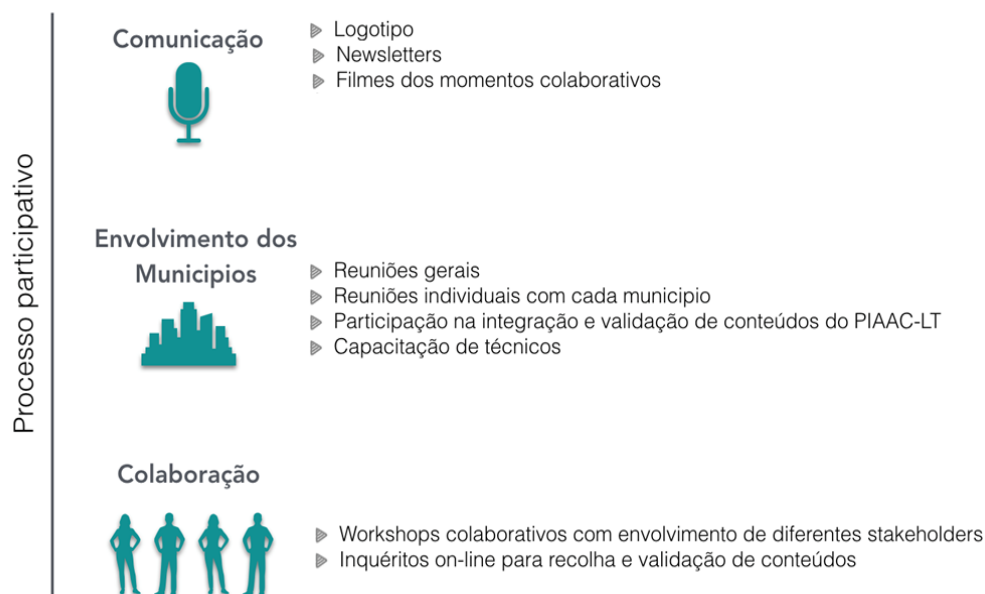 Processo participativo
Comunicação
Logotipo
Newsletters
Filmes dos momentos colaborativos
Envolvimento dos
Municipios
Reuniões gerais
Reuniões individuais com cada municipio
Participação na integração e validação de conteúdos do PIAAC-LT
Capacitação de técnicos
Colaboração
Workshops colaborativos com envolvimento de diferentes stakeholders
Inquéritos on-line para recolha e validação de conteúdos